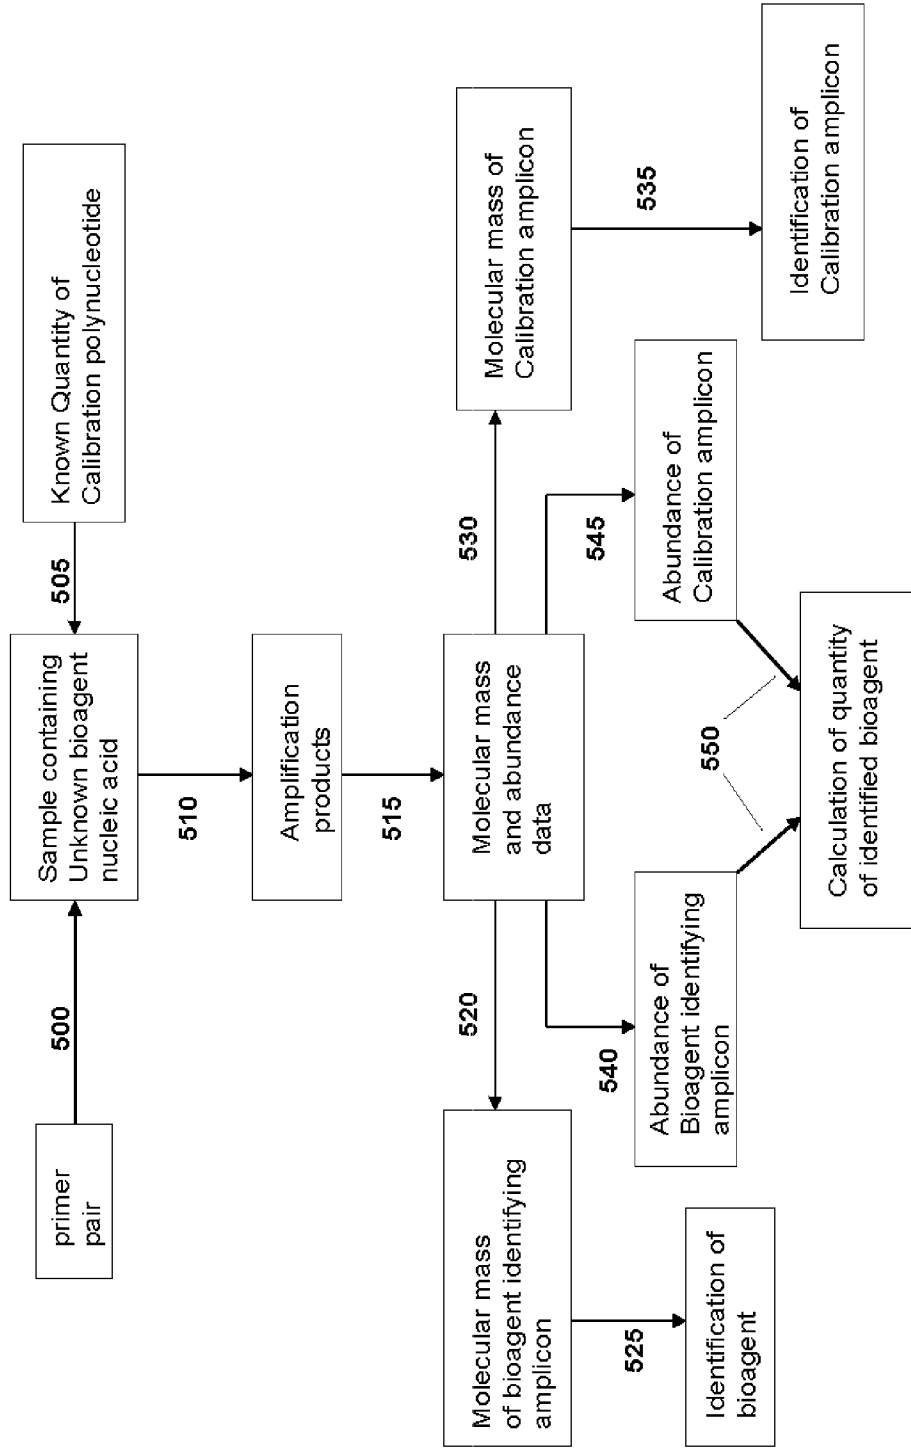 primer
pair
500
Sample containing
Unknown bioagent
nucleic acid
505
Known Quantity of
Calibration polynucleotide
510
Amplification
products
515
Molecular mass
and abundance
data
520
Molecular mass
of bioagent identifying
amplicon
525
Identification of
bioagent
530
Molecular mass of
Calibration amplicon
535
Identification of
Calibration amplicon
540
Abundance of
Bioagent identifying
amplicon
545
Abundance of
Calibration amplicon
550
Calculation of quantity
of identified bioagent